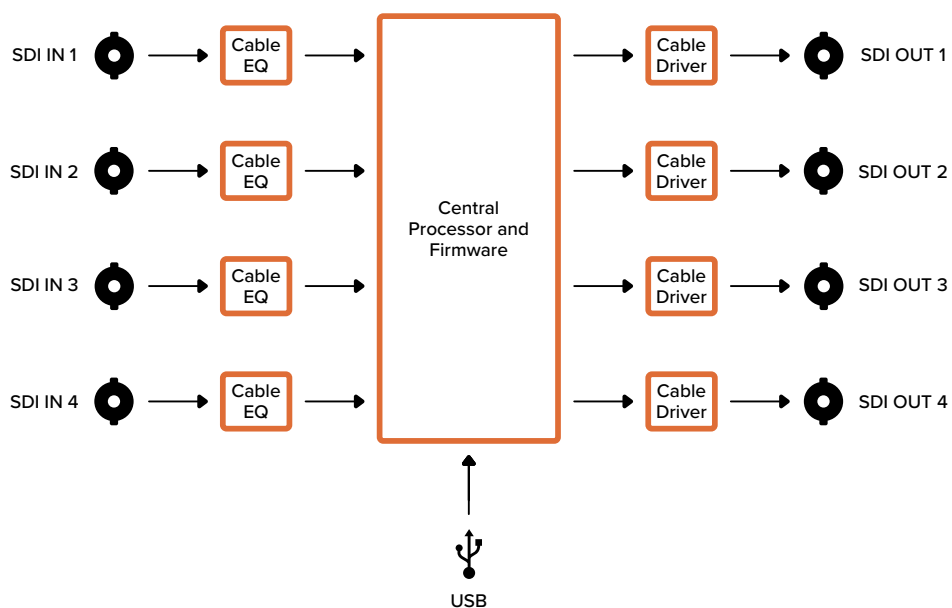 SDI IN 1
Cable
EQ
Cable
Driver
SDI OUT 1
SDI IN 2
Cable
EQ
Cable
Driver
SDI OUT 2
Central
Processor and
Firmware
SDI IN 3
Cable
EQ
Cable
Driver
SDI OUT 3
SDI IN 4
Cable
EQ
Cable
Driver
SDI OUT 4
USB